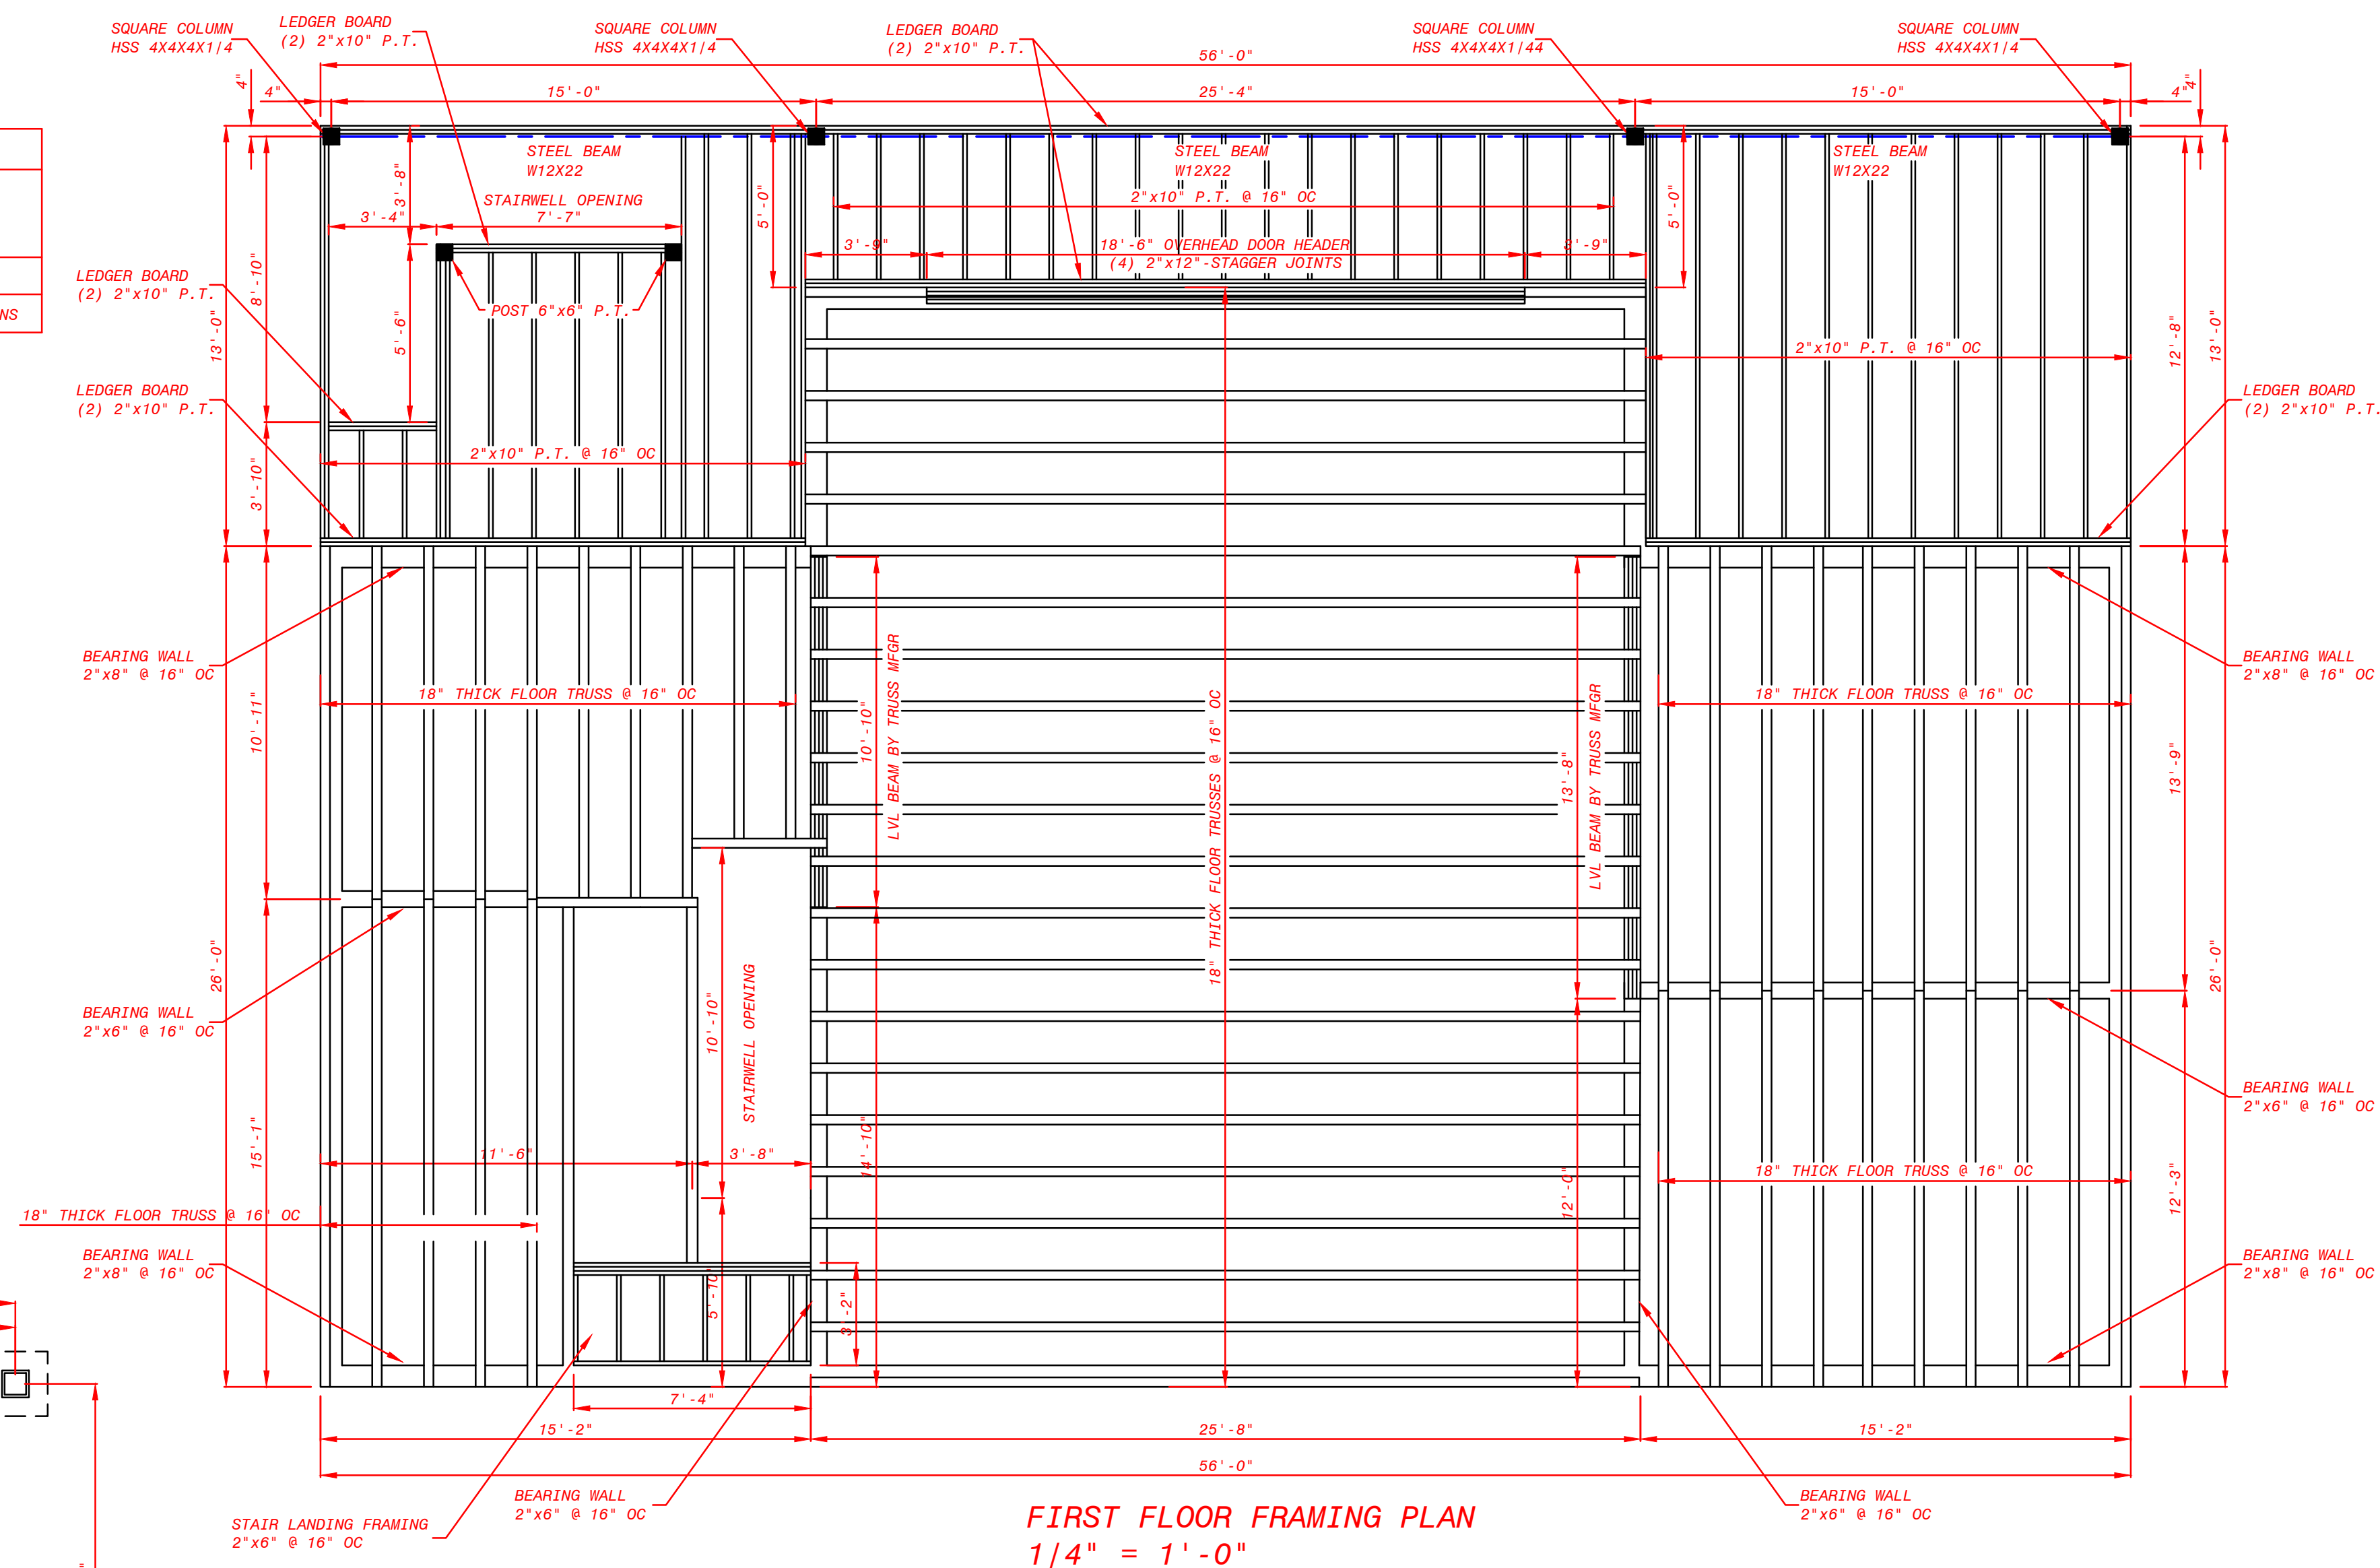 SQUARE COLUMN
HSS 4X4X4X1/4
LEDGER BOARD
(2) 2"x10" P.T.
SQUARE COLUMN
HSS 4X4X4X1/4
LEDGER BOARD
(2) 2"x10" P.T.
SQUARE COLUMN
HSS 4X4X4X1/44
SQUARE COLUMN
HSS 4X4X4X1/4
56'-0"
4"
4"
15'-0"
25'-4"
15'-0"
4"
4"
STEEL BEAM
W12X22
STEEL BEAM
W12X22
STEEL BEAM
W12X22
3'-8"
STAIRWELL OPENING
3'-4"
7'-7"
5'-0"
2"x10" P.T. @ 16" OC
5'-0"
3'-9"
18'-6" OVERHEAD DOOR HEADER
(4) 2"x12"-STAGGER JOINTS
3'-9"
LEDGER BOARD
(2) 2"x10" P.T.
8'-10"
13'-0"
5'-6"
POST 6"x6" P.T.
NS
2"x10" P.T. @ 16" OC
12'-8"
13'-0"
LEDGER BOARD
(2) 2"x10" P.T.
LEDGER BOARD
(2) 2"x10" P.T.
2"x10" P.T. @ 16" OC
3'-10"
BEARING WALL
2"x8" @ 16" OC
BEARING WALL
2"x8" @ 16" OC
18" THICK FLOOR TRUSS @ 16" OC
10'-11"
10'-10"
LVL BEAM BY TRUSS MFGR
18" THICK FLOOR TRUSSES @ 16" OC
13'-8"
LVL BEAM BY TRUSS MFGR
18" THICK FLOOR TRUSS @ 16" OC
13'-9"
26'-0"
26'-0"
BEARING WALL
2"x6" @ 16" OC
10'-10"
STAIRWELL OPENING
BEARING WALL
2"x6" @ 16" OC
15'-1"
11'-6"
3'-8"
14'-10"
12'-0"
18" THICK FLOOR TRUSS @ 16" OC
12'-3"
18" THICK FLOOR TRUSS @ 16" OC
BEARING WALL
2"x8" @ 16" OC
5'-10"
3'-2"
BEARING WALL
2"x8" @ 16" OC
7'-4"
15'-2"
25'-8"
15'-2"
56'-0"
BEARING WALL
2"x6" @ 16" OC
BEARING WALL
2"x6" @ 16" OC
STAIR LANDING FRAMING
2"x6" @ 16" OC
FIRST FLOOR FRAMING PLAN
1/4" = 1'-0"